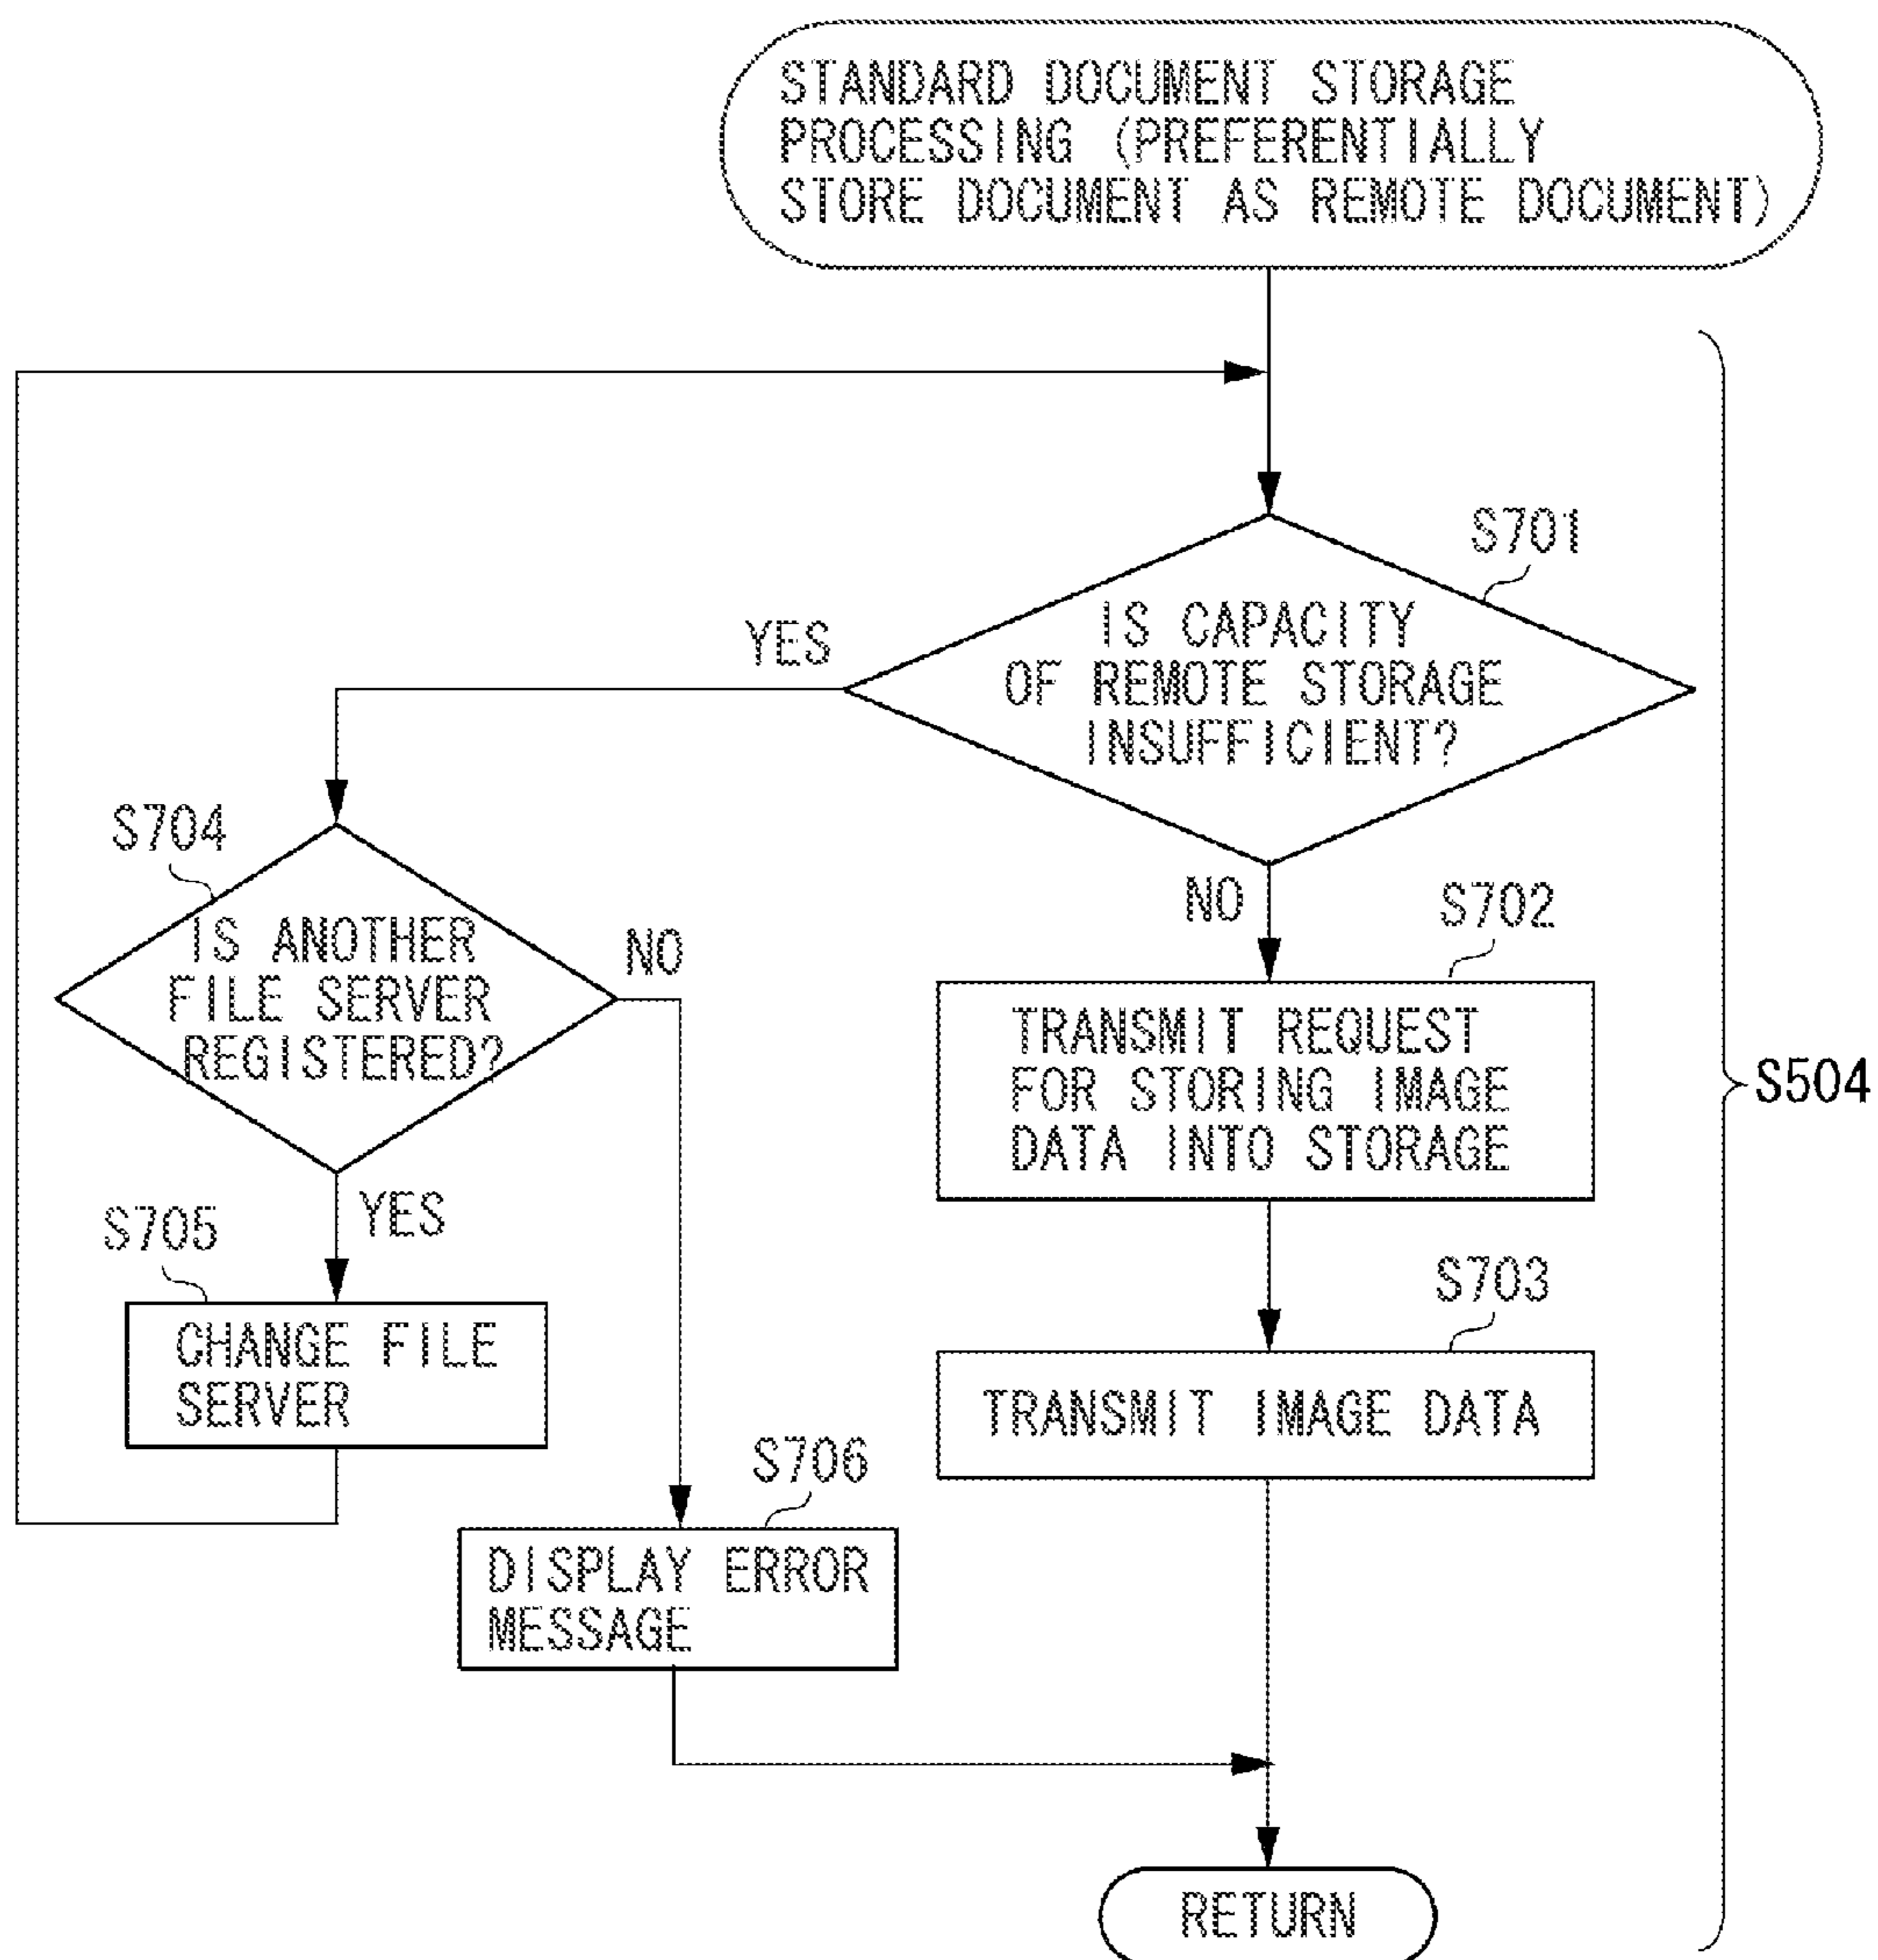 STANDARD DOCUMENT STORAGE
PROCESSING (PREFERENTIALLY
STORE DOCUMENT AS REMOTE DOCUMENT)
S701
IS CAPACITY
OF REMOTE STORAGE
INSUFFICIENT?
YES
NO
S704
IS ANOTHER
FILE SERVER
REGISTERED?
NO
YES
S702
TRANSMIT REQUEST
FOR STORING IMAGE
DATA INTO STORAGE
S504
S705
CHANGE FILE
SERVER
S703
TRANSMIT IMAGE DATA
S706
DISPLAY ERROR
MESSAGE
RETURN